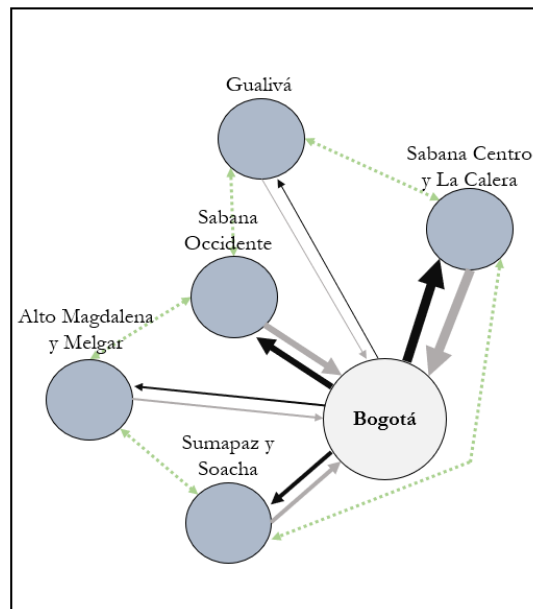 Gualivá
Sabana Centro
y La Calera
Sabana
Occidente
Alto Magdalena
y Melgar
Bogotá
Sumapaz y
Soacha